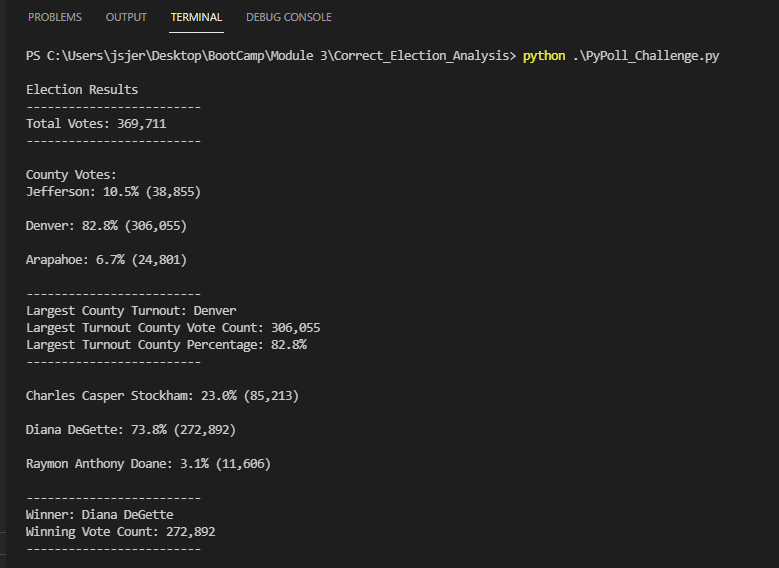 PROBLEMS OUTPUT TERMINAL DEBUG CONSOLE
PS C:\Users\jsjer\Desktop\BootCamp\Module 3\Correct_Election_Analysis> python .\PyPoll_Challenge.py
Election Results
-------------------------
Total Votes: 369,711
-------------------------
County Votes:
Jefferson: 10.5% (38,855)
Denver: 82.8% (306,055)
Arapahoe: 6.7% (24,801)
-------------------------
Largest County Turnout: Denver
Largest Turnout County Vote Count: 306,055
Largest Turnout County Percentage: 82.8%
-------------------------
Charles Casper Stockham: 23.0% (85,213)
Diana DeGette: 73.8% (272,892)
Raymon Anthony Doane: 3.1% (11,606)
-------------------------
Winner: Diana DeGette
Winning Vote Count: 272,892
-------------------------